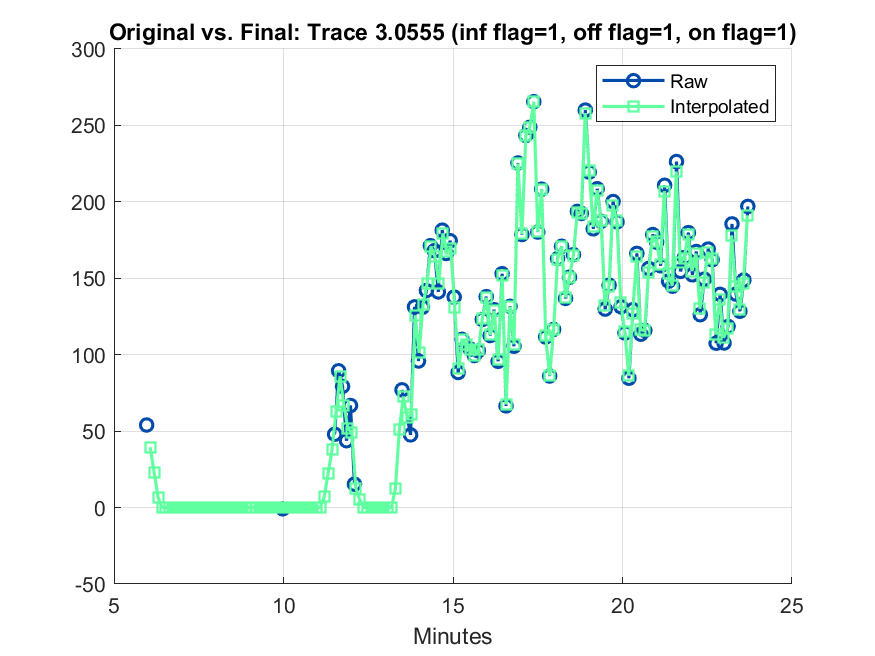 Original vs. Final: Trace 3.0555 (inf flag=1, off flag=1, on flag=1)
300
250
200
150
100
50
0
-50
Raw
Interpolated
5 10 15 20 25
Minutes